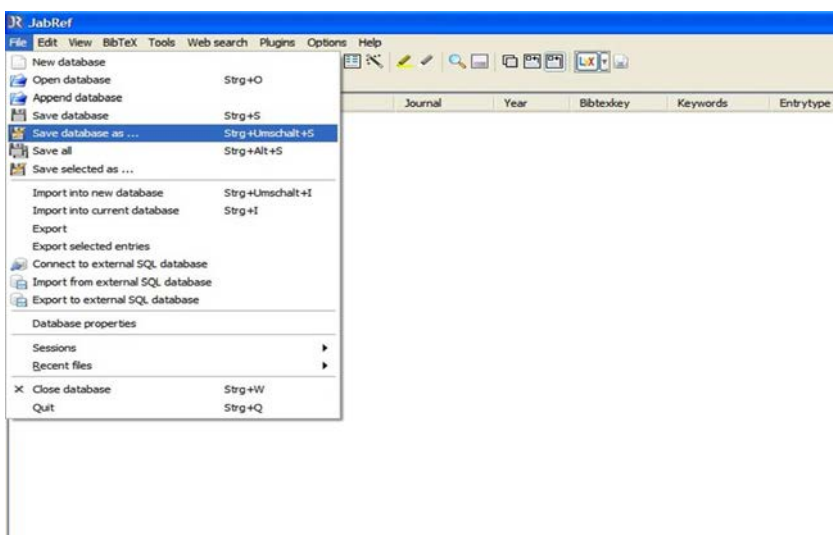 JabRef
File Edit View BibTeX Tools Web search Plugins Options Help
New database
Open database Strg+O
Append database
Journal Year Bibtexkey Keywords Entrytype
Save database Strg+S
Save database as ... Strg+Umschalt+S
Save all Strg+Alt+S
Save selected as ...
Import into new database Strg+Umschalt+I
Import into current database Strg+I
Export
Export selected entries
Connect to external SQL database
Import from external SQL database
Export to external SQL database
Database properties
Sessions
Recent files
Close database Strg+W
Quit Strg+Q